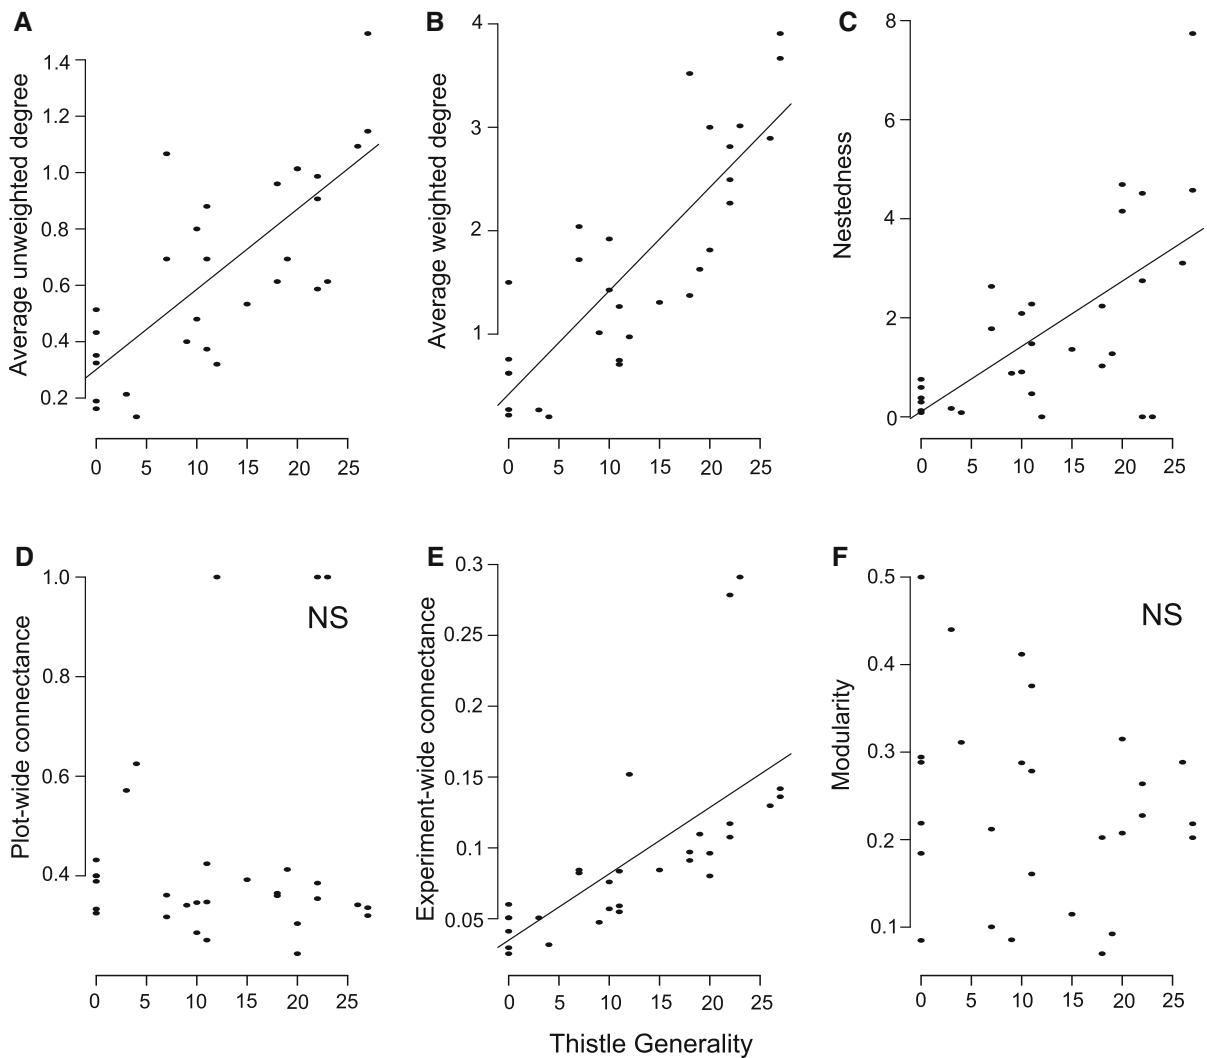 A
Average unweighted degree
1.4
1.2
1.0
0.8
0.6
0.4
0.2
0 5 10 15 20 25
B
Average weighted degree
4
3
2
1
0 5 10 15 20 25
C
Nestedness
8
6
4
2
0
0 5 10 15 20 25
D
Plot-wide connectance
1.0
0.8
0.6
0.4
NS
0 5 10 15 20 25
E
Experiment-wide connectance
0.3
0.25
0.2
0.15
0.1
0.05
0 5 10 15 20 25
F
Modularity
0.5
0.4
0.3
0.2
0.1
NS
0 5 10 15 20 25
Thistle Generality